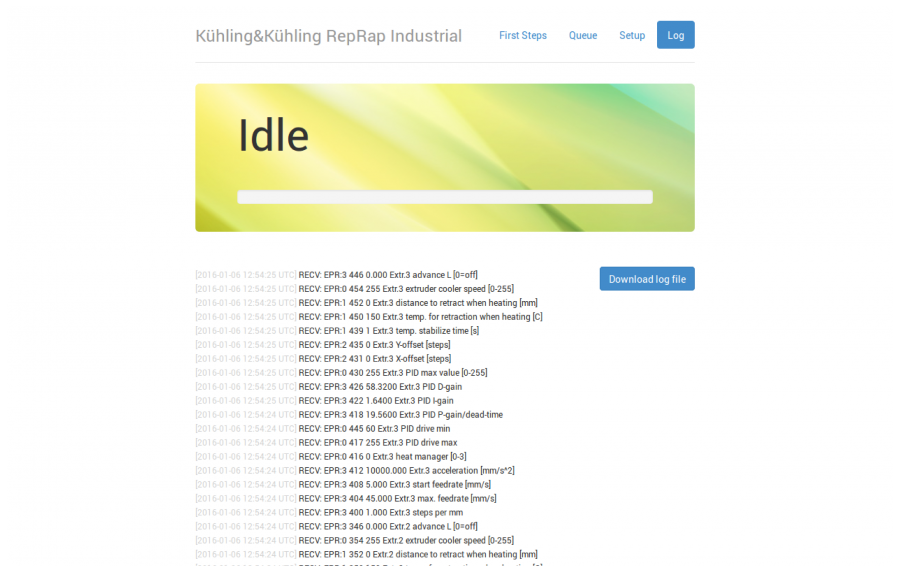 Kühling&Kühling RepRap Industrial
First Steps
Queue
Setup
Log
Idle
Download log file
[2016-01-06 12:54:25 UTC] RECV: EPR:3 446 0.000 Extr.3 advance L [0=off]
[2016-01-06 12:54:25 UTC] RECV: EPR:0 454 255 Extr.3 extruder cooler speed [0-255]
[2016-01-06 12:54:25 UTC] RECV: EPR:1 452 0 Extr.3 distance to retract when heating [mm]
[2016-01-06 12:54:25 UTC] RECV: EPR:1 450 150 Extr.3 temp. for retraction when heating [C]
[2016-01-06 12:54:25 UTC] RECV: EPR:1 439 1 Extr.3 temp. stabilize time [s]
[2016-01-06 12:54:25 UTC] RECV: EPR:2 435 0 Extr.3 Y-offset [steps]
[2016-01-06 12:54:25 UTC] RECV: EPR:2 431 0 Extr.3 X-offset [steps]
[2016-01-06 12:54:25 UTC] RECV: EPR:0 430 255 Extr.3 PID max value [0-255]
[2016-01-06 12:54:25 UTC] RECV: EPR:3 426 58.3200 Extr.3 PID D-gain
[2016-01-06 12:54:25 UTC] RECV: EPR:3 422 1.6400 Extr.3 PID I-gain
[2016-01-06 12:54:24 UTC] RECV: EPR:3 418 19.5600 Extr.3 PID P-gain/dead-time
[2016-01-06 12:54:24 UTC] RECV: EPR:0 445 60 Extr.3 PID drive min
[2016-01-06 12:54:24 UTC] RECV: EPR:0 417 255 Extr.3 PID drive max
[2016-01-06 12:54:24 UTC] RECV: EPR:0 416 0 Extr.3 heat manager [0-3]
[2016-01-06 12:54:24 UTC] RECV: EPR:3 412 10000.000 Extr.3 acceleration [mm/s^2]
[2016-01-06 12:54:24 UTC] RECV: EPR:3 408 5.000 Extr.3 start feedrate [mm/s]
[2016-01-06 12:54:24 UTC] RECV: EPR:3 404 45.000 Extr.3 max. feedrate [mm/s]
[2016-01-06 12:54:24 UTC] RECV: EPR:3 400 1.000 Extr.3 steps per mm
[2016-01-06 12:54:24 UTC] RECV: EPR:3 346 0.000 Extr.2 advance L [0=off]
[2016-01-06 12:54:24 UTC] RECV: EPR:0 354 255 Extr.2 extruder cooler speed [0-255]
[2016-01-06 12:54:24 UTC] RECV: EPR:1 352 0 Extr.2 distance to retract when heating [mm]